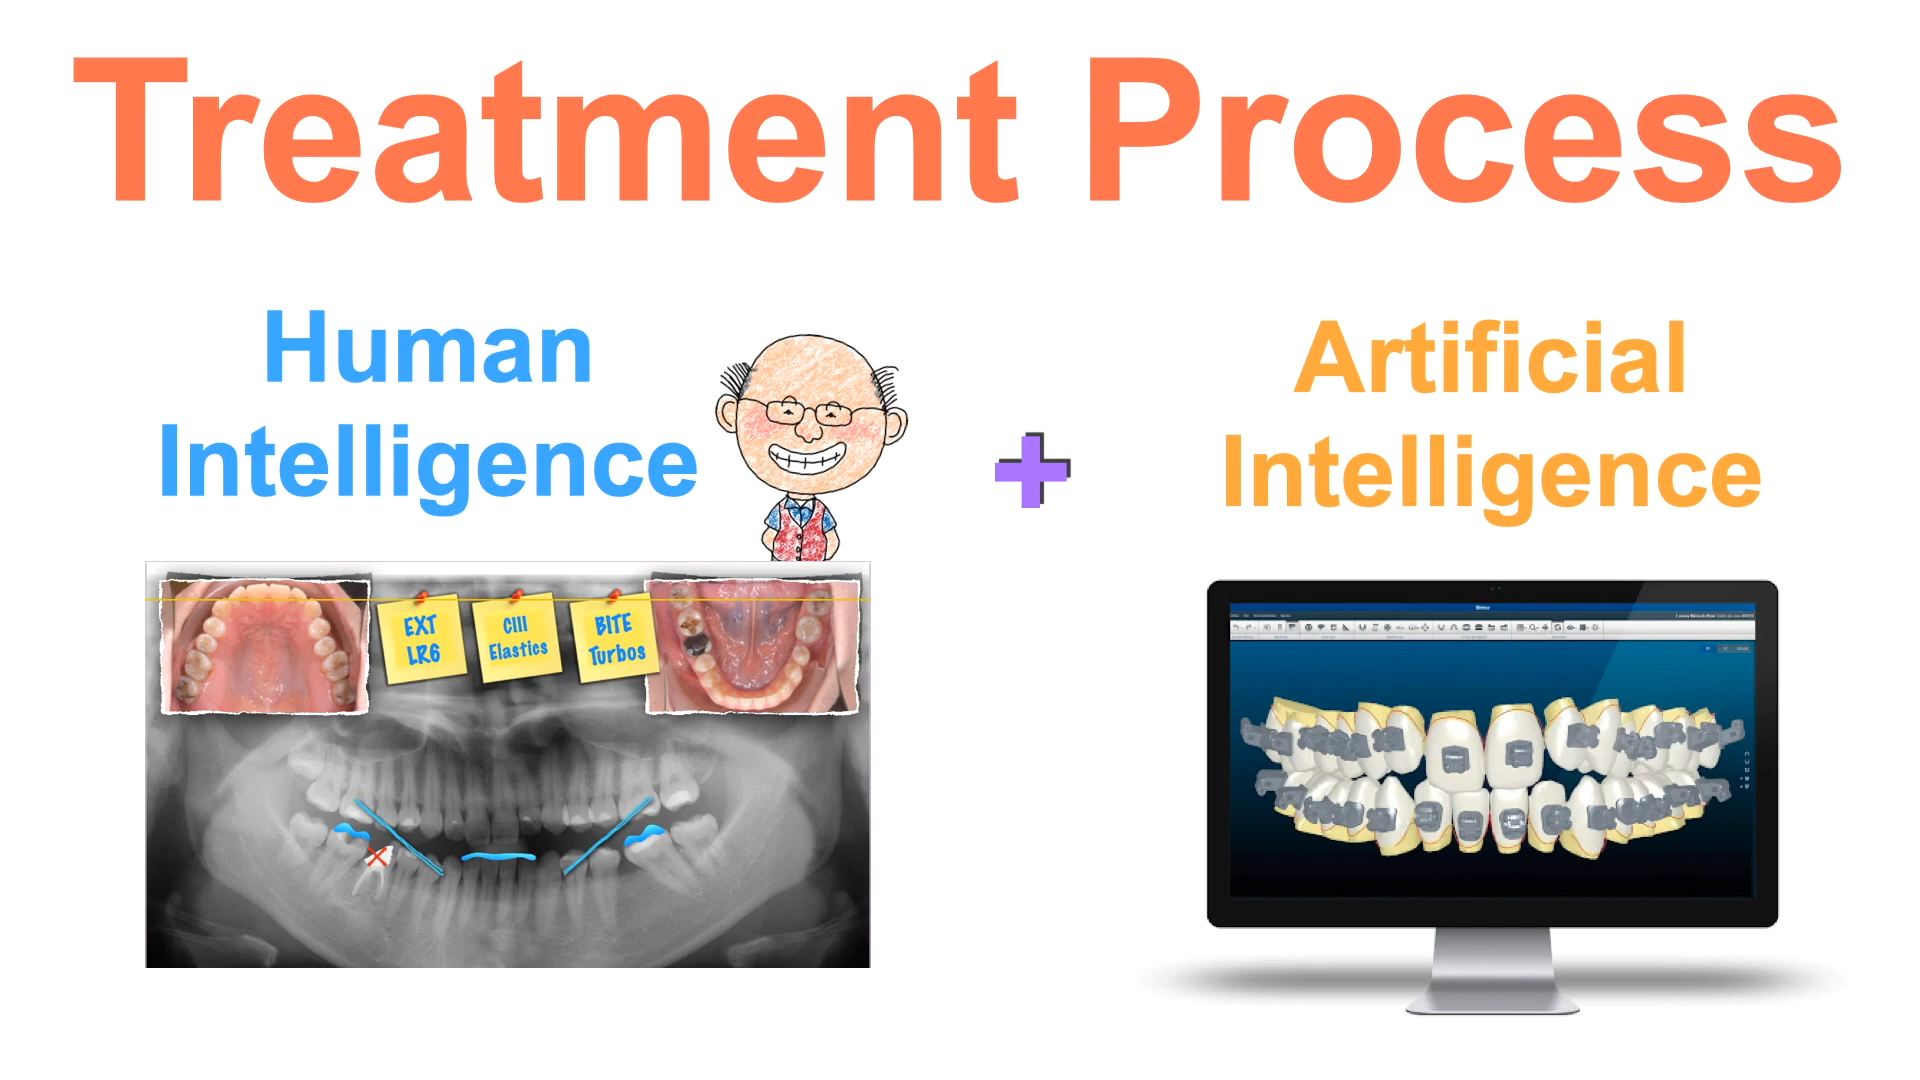 Treatment Process
Human
Intelligence
Artificial
Intelligence
EXT
LR6
CIII
Elastics
BITE
Turbos